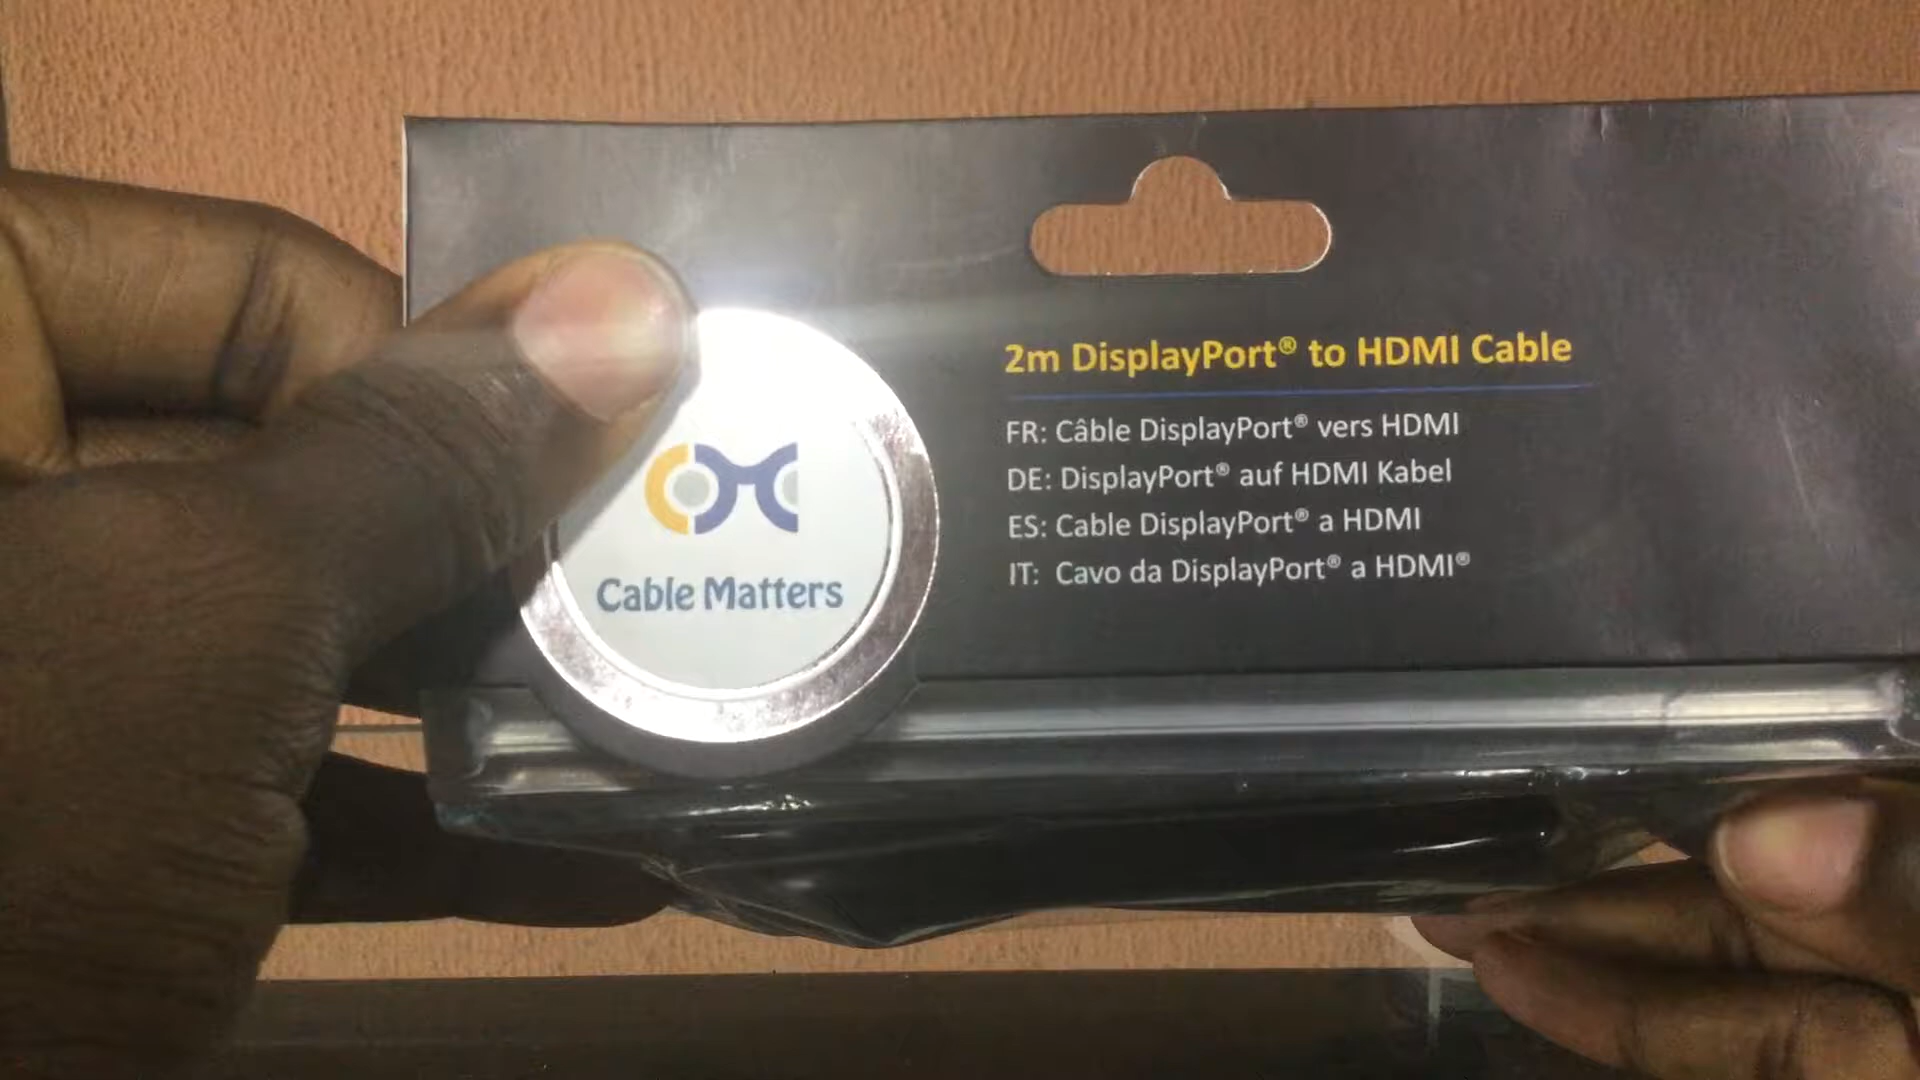 Cable Matters
2m DisplayPort® to HDMI Cable
FR: Câble DisplayPort® vers HDMI
DE: DisplayPort® auf HDMI Kabel
ES: Cable DisplayPort® a HDMI
IT: Cavo da DisplayPort® a HDMI®